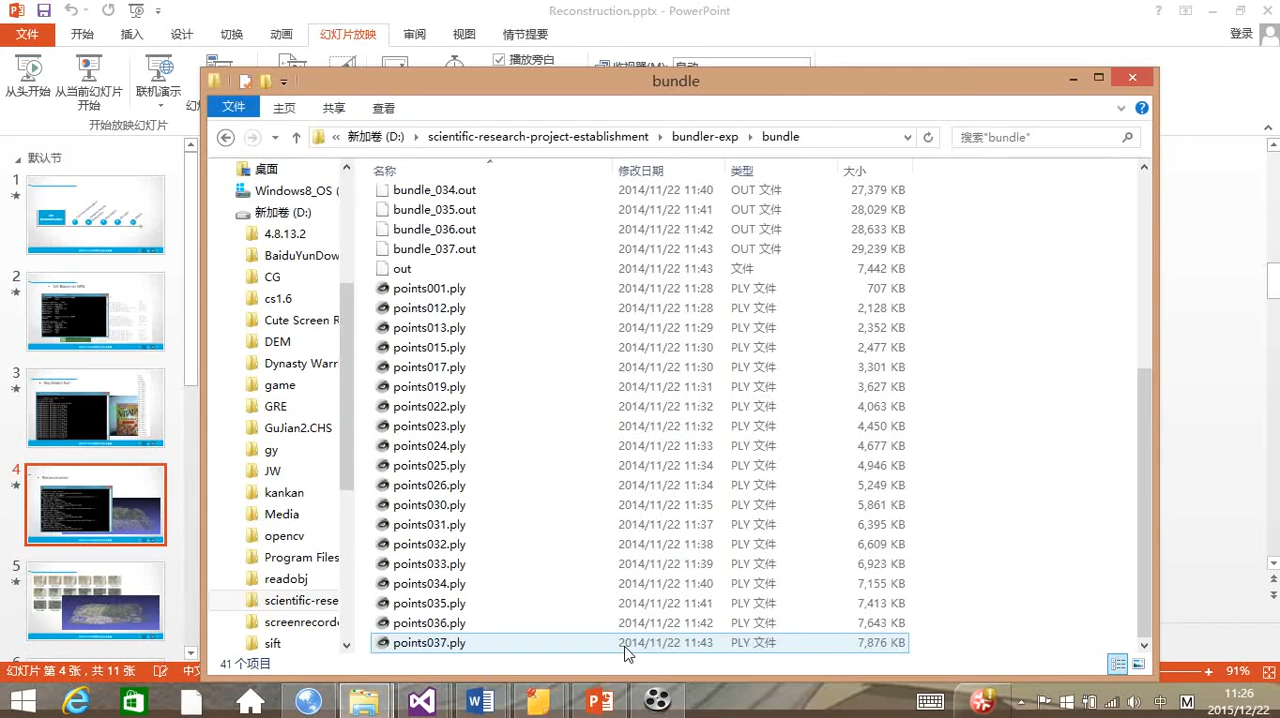 Reconstruction.pptx - PowerPoint
文件 开始 插入 设计 切换 动画 幻灯片放映 审阅 视图 情节提要 登录
从头开始 从当前幻灯片开始 联机演示
播放旁白
自动
开始放映幻灯片
默认节
1
2
3
4
5
Reconstruction
bundle
文件 主页 共享 查看
« 新加卷 (D:) scientific-research-project-establishment bundler-exp bundle
搜索"bundle"
桌面
Windows8_OS (
新加卷 (D:)
4.8.13.2
BaiduYunDow
CG
cs1.6
Cute Screen R
DEM
Dynasty Warr
game
GRE
GuJian2.CHS
gy
JW
kankan
Media
opencv
Program Files
readobj
scientific-rese
screenrecorde
sift
名称 修改日期 类型 大小
bundle_034.out 2014/11/22 11:40 OUT 文件 27,379 KB
bundle_035.out 2014/11/22 11:41 OUT 文件 28,029 KB
bundle_036.out 2014/11/22 11:42 OUT 文件 28,633 KB
bundle_037.out 2014/11/22 11:43 OUT 文件 29,239 KB
out 2014/11/22 11:43 文件 7,442 KB
points001.ply 2014/11/22 11:28 PLY 文件 707 KB
points012.ply 2014/11/22 11:28 PLY 文件 2,128 KB
points013.ply 2014/11/22 11:29 PLY 文件 2,352 KB
points015.ply 2014/11/22 11:30 PLY 文件 2,477 KB
points017.ply 2014/11/22 11:30 PLY 文件 3,301 KB
points019.ply 2014/11/22 11:31 PLY 文件 3,627 KB
points022.ply 2014/11/22 11:32 PLY 文件 4,063 KB
points023.ply 2014/11/22 11:32 PLY 文件 4,450 KB
points024.ply 2014/11/22 11:33 PLY 文件 4,677 KB
points025.ply 2014/11/22 11:34 PLY 文件 4,946 KB
points026.ply 2014/11/22 11:34 PLY 文件 5,249 KB
points030.ply 2014/11/22 11:35 PLY 文件 5,861 KB
points031.ply 2014/11/22 11:37 PLY 文件 6,395 KB
points032.ply 2014/11/22 11:38 PLY 文件 6,609 KB
points033.ply 2014/11/22 11:39 PLY 文件 6,923 KB
points034.ply 2014/11/22 11:40 PLY 文件 7,155 KB
points035.ply 2014/11/22 11:41 PLY 文件 7,413 KB
points036.ply 2014/11/22 11:42 PLY 文件 7,643 KB
points037.ply 2014/11/22 11:43 PLY 文件 7,876 KB
41 个项目
幻灯片 第 4 张，共 11 张
91%
中 M
11:26
2015/12/22